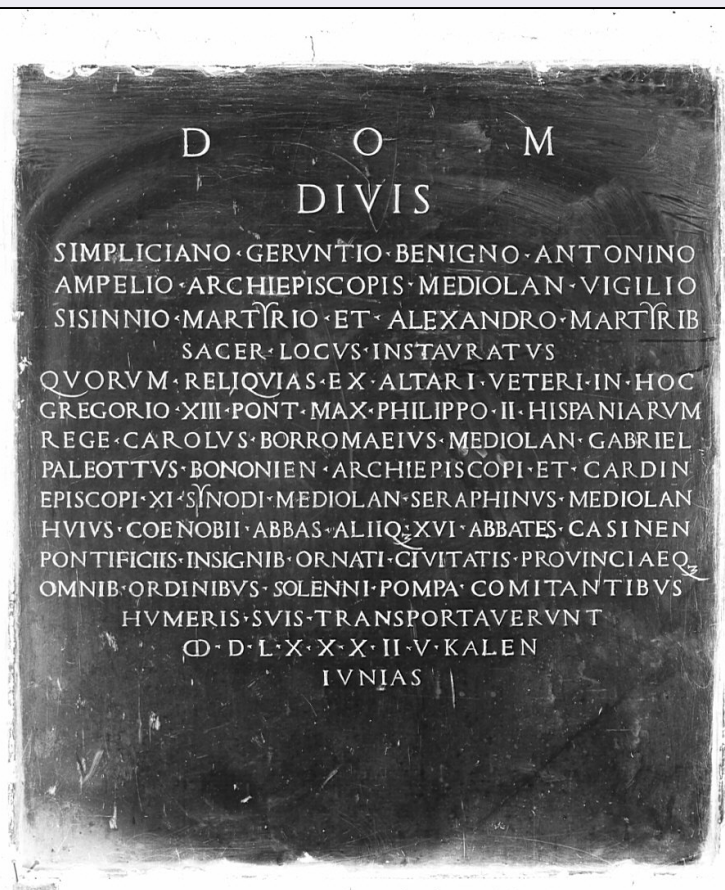 D O M
DIVIS
SIMPLICIANO·GERVNTIO·BENIGNO·ANTONINO
AMPELIO·ARCHIEPISCOPIS·MEDIOLAN·VIGILIO
SISINNIO·MARTYRIO·ET·ALEXANDRO·MARTYRIB
SACER·LOCVS·INSTAVRATVS
QVORVM·RELIQVIAS·EX·ALTARI·VETERI·IN·HOC
GREGORIO·XIII·PONT·MAX·PHILIPPO·II·HISPANIARVM
REGE·CAROLVS·BORROMAEIVS·MEDIOLAN·GABRIEL
PALEOTTVS·BONONIEN·ARCHIEPISCOPI·ET·CARDIN
EPISCOPI·XI·SYNODI·MEDIOLAN·SERAPHINVS·MEDIOLAN
HVIVS·COENOBII·ABBAS·ALIIQꝫ·XVI·ABBATES·CASINEN
PONTIFICIIS·INSIGNIB·ORNATI·CIVITATIS·PROVINCIAEQꝫ
OMNIB·ORDINIBVS·SOLENNI·POMPA·COMITANTIBVS
HVMERIS·SVIS·TRANSPORTAVERVNT
ↀ·D·L·X·X·X·II·V·KALEN
IVNIAS